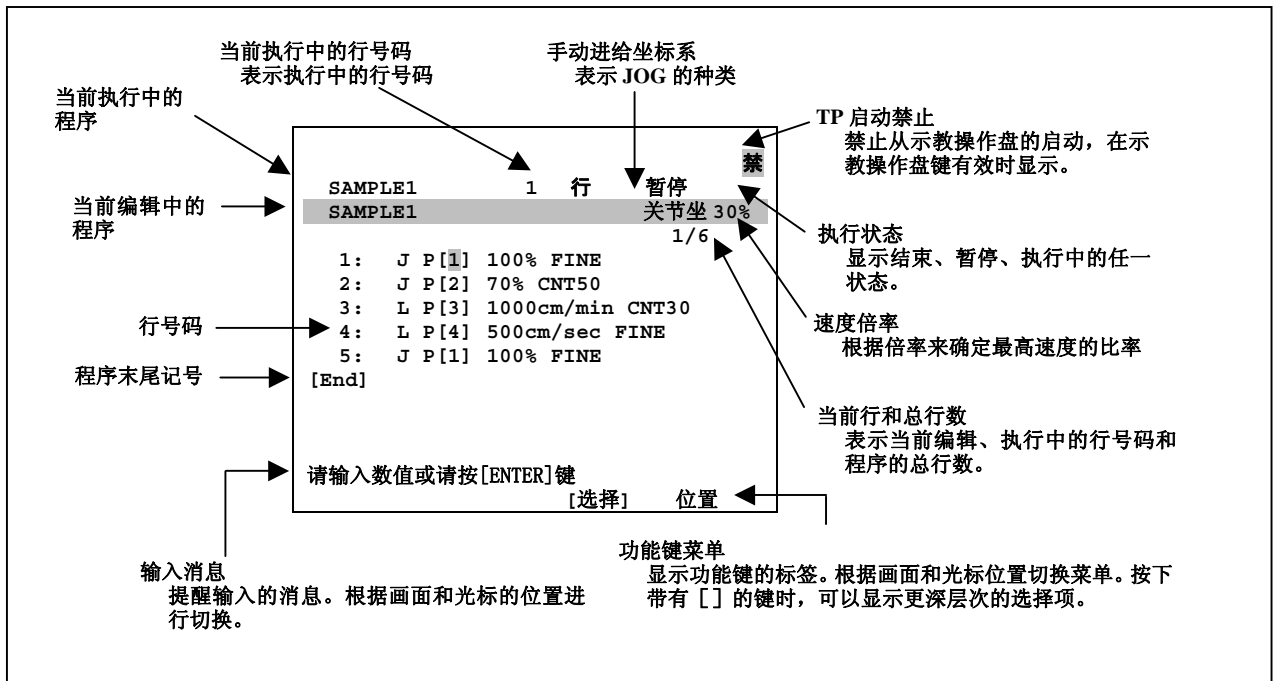 当前执行中的行号码
表示执行中的行号码
手动进给坐标系
表示 JOG 的种类
当前执行中的
程序
TP 启动禁止
禁止从示教操作盘的启动，在示
教操作盘键有效时显示。
禁
SAMPLE1 1 行 暂停
当前编辑中的
程序
SAMPLE1 关节坐 30%
1/6
执行状态
显示结束、暂停、执行中的任一
状态。
1: J P[1] 100% FINE
2: J P[2] 70% CNT50
3: L P[3] 1000cm/min CNT30
4: L P[4] 500cm/sec FINE
5: J P[1] 100% FINE
[End]
行号码
程序末尾记号
速度倍率
根据倍率来确定最高速度的比率
当前行和总行数
表示当前编辑、执行中的行号码和
程序的总行数。
请输入数值或请按[ENTER]键
[选择] 位置
输入消息
提醒输入的消息。根据画面和光标的位置进
行切换。
功能键菜单
显示功能键的标签。根据画面和光标位置切换菜单。按下
带有［］的键时，可以显示更深层次的选择项。